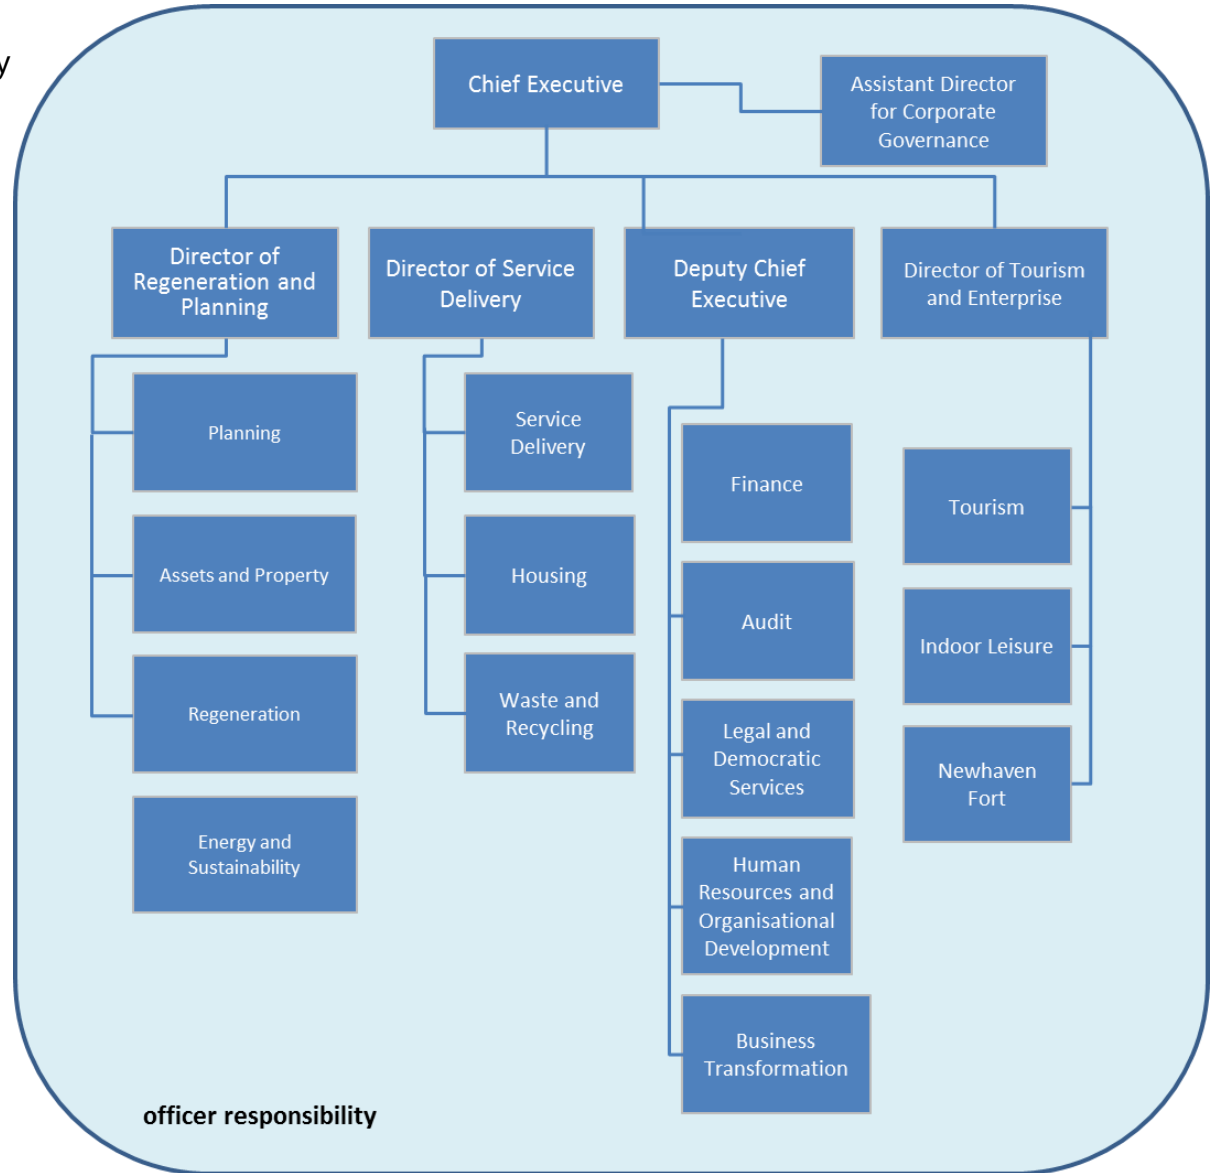 y
Chief Executive
Assistant Director
for Corporate
Governance
Director of
Regeneration and
Planning
Director of Service
Delivery
Deputy Chief
Executive
Director of Tourism
and Enterprise
Planning
Assets and Property
Regeneration
Energy and
Sustainability
Service
Delivery
Housing
Waste and
Recycling
Finance
Audit
Legal and
Democratic
Services
Human
Resources and
Organisational
Development
Business
Transformation
Tourism
Indoor Leisure
Newhaven
Fort
officer responsibility